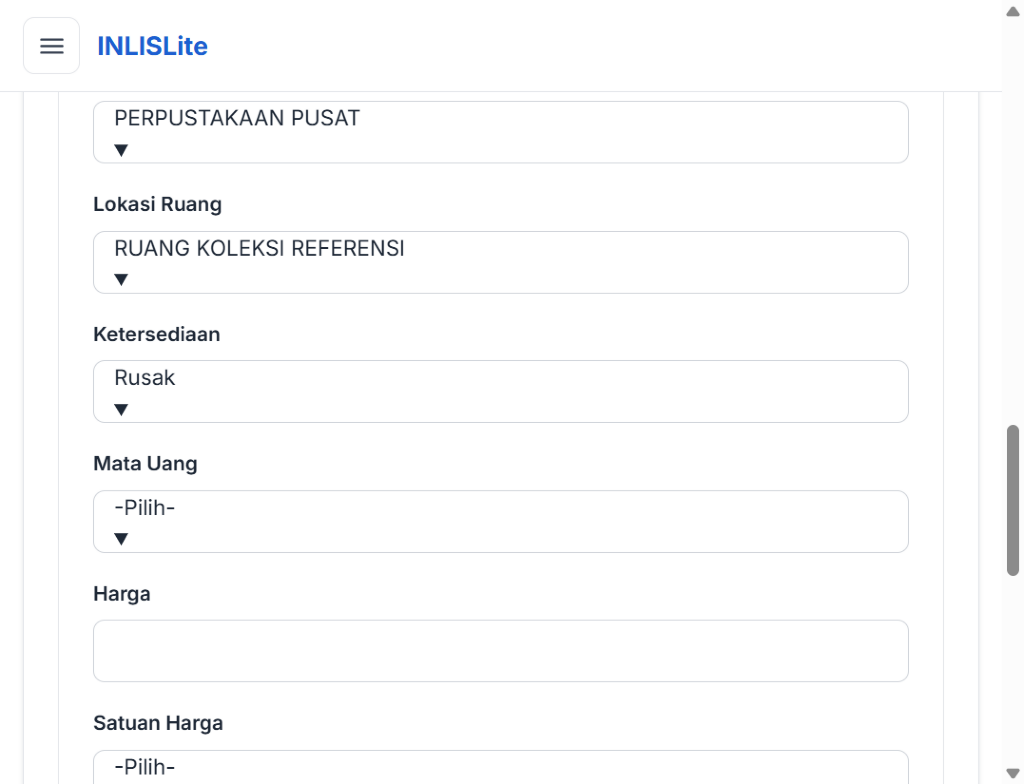 INLISLite
PERPUSTAKAAN PUSAT
▼
Lokasi Ruang
RUANG KOLEKSI REFERENSI
▼
Ketersediaan
Rusak
▼
Mata Uang
-Pilih-
▼
Harga
Satuan Harga
-Pilih-